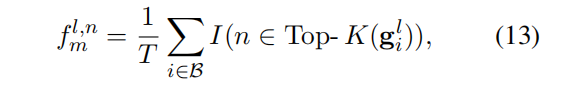 f_m^{l,n} = \frac{1}{T} \sum_{i \in \mathcal{B}} I(n \in \text{Top-} K(\mathbf{g}_i^l)), (13)